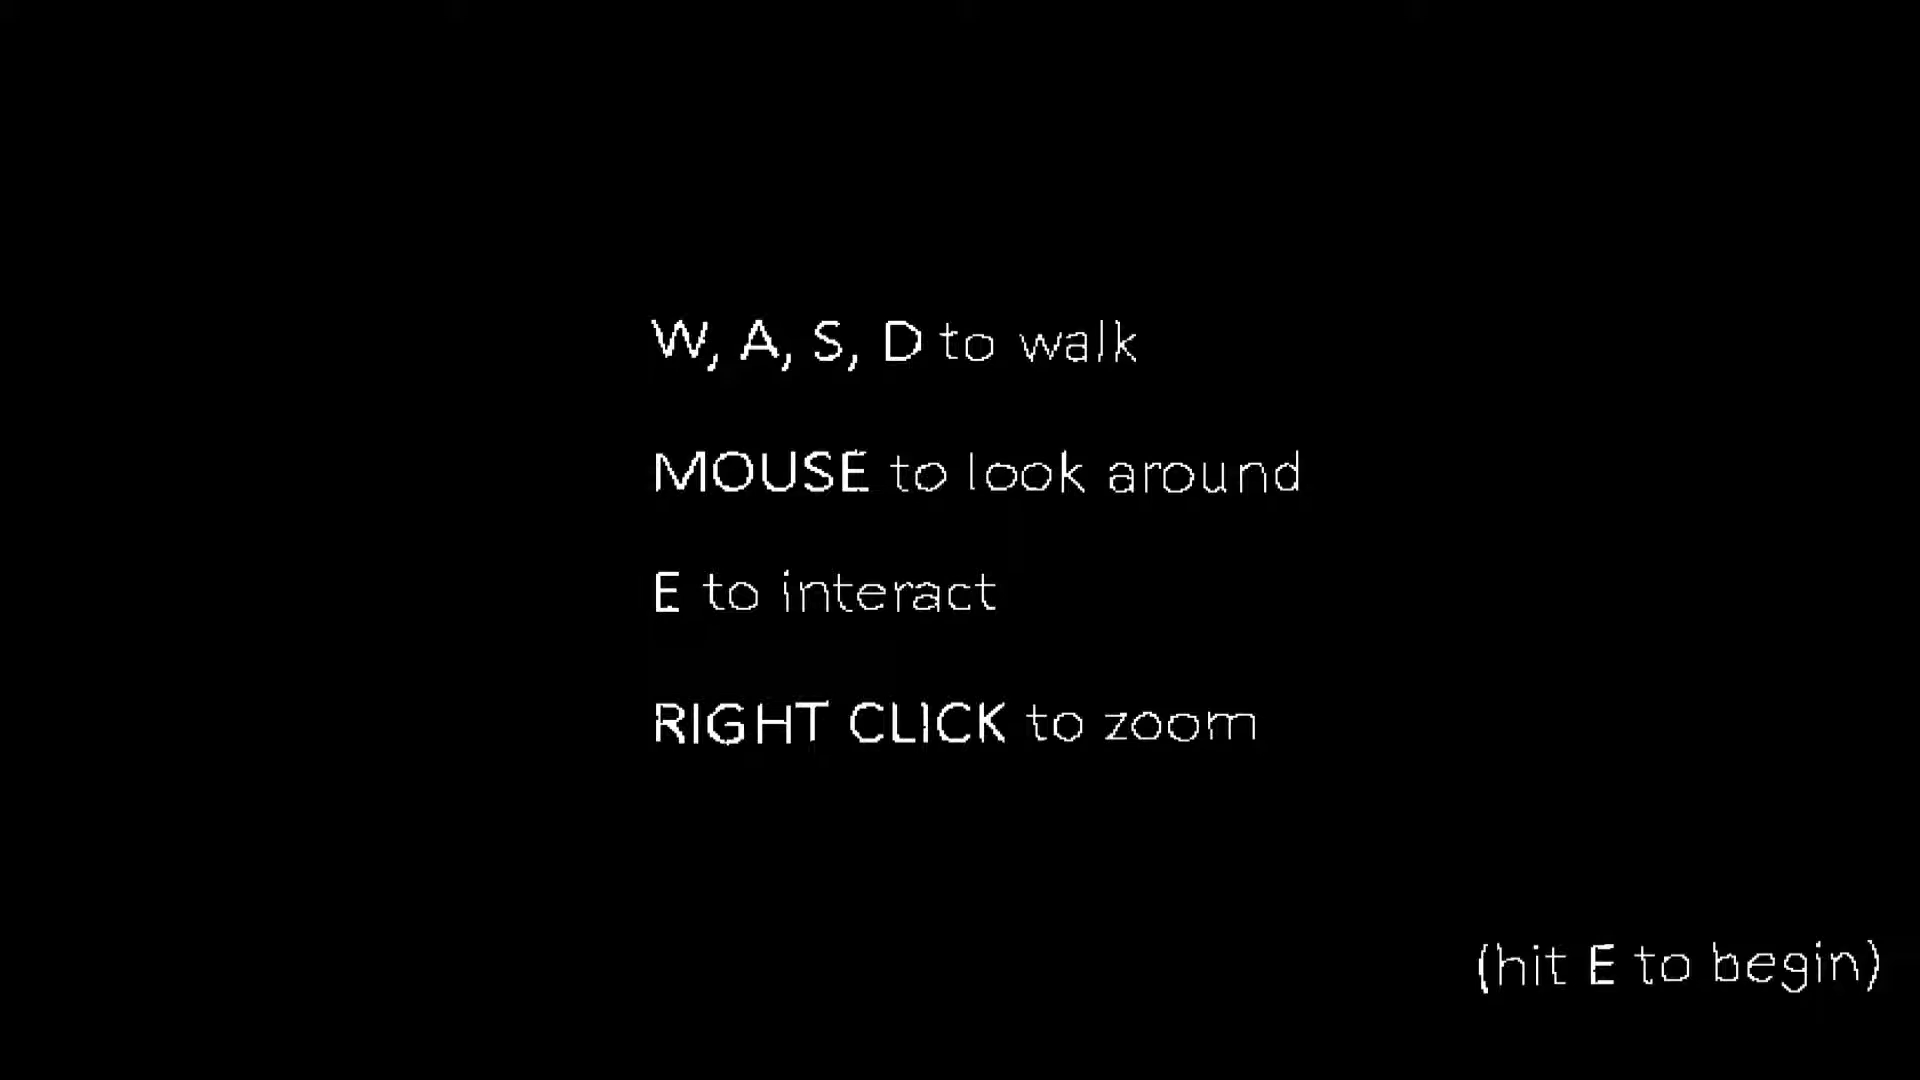 W, A, S, D to walk
MOUSE to look around
E to interact
RIGHT CLICK to zoom
(hit E to begin)